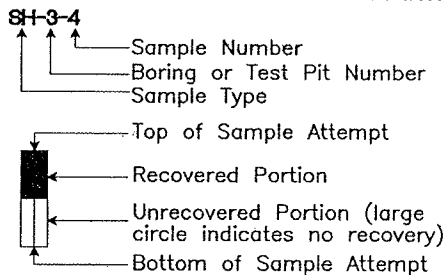 SH-3-4
Sample Number
Boring or Test Pit Number
Sample Type
Top of Sample Attempt
Recovered Portion
Unrecovered Portion (large
circle indicates no recovery)
Bottom of Sample Attempt